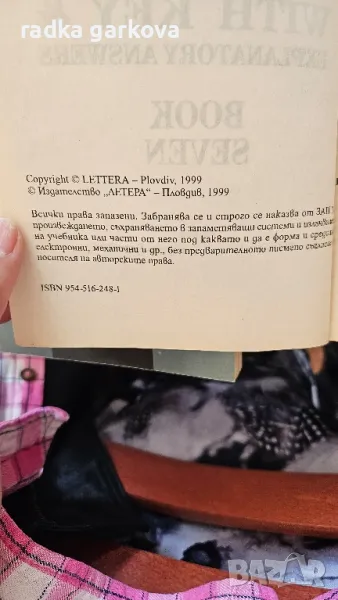 radka garkova
WITH KEY &
EXPLANATORY ANSWERS
BOOK
SEVEN
Copyright © LETTERA – Plovdiv, 1999
© Издателство „ЛЕТЕРА" – Пловдив, 1999
Всички права запазени. Забранява се и строго се наказва от
произвеждането, съхраняването в запаметяващи системи и
на учебника или части от него под каквато и да е форма и
електронни, механични и др., без предварителното писмено
носителя на авторските права.
ISBN 954-516-248-1
BAZAR